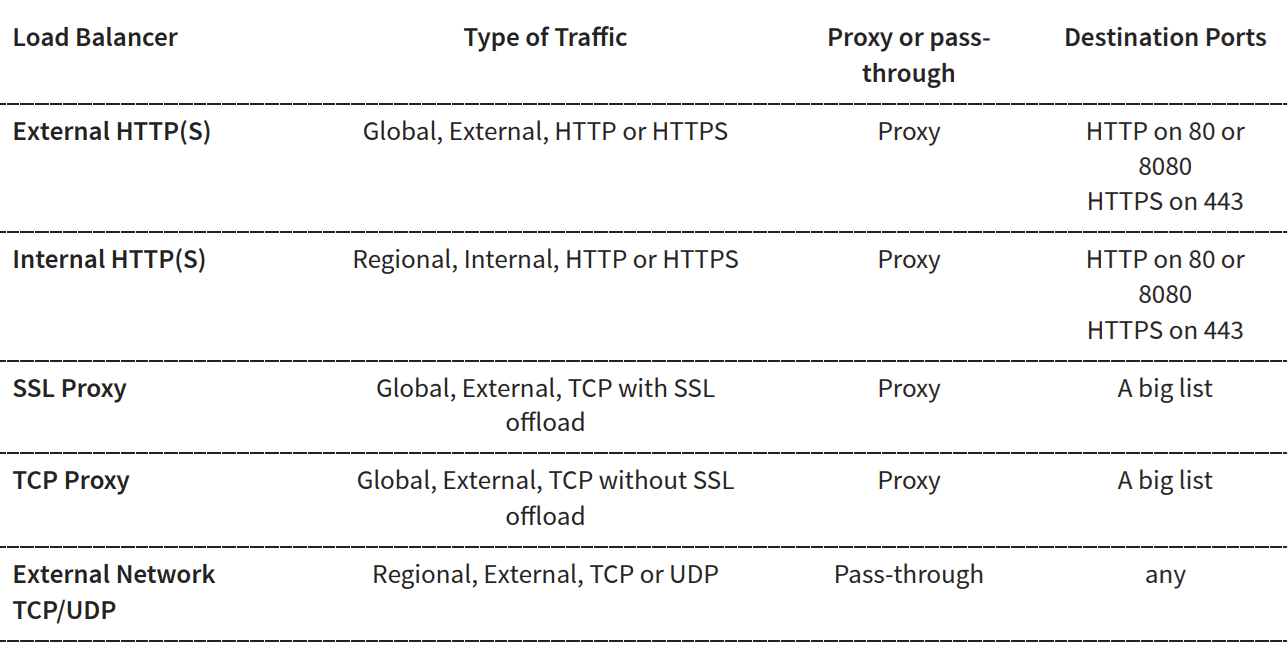 Load Balancer Type of Traffic Proxy or pass- Destination Ports
through
External HTTP(S) Global, External, HTTP or HTTPS Proxy HTTP on 80 or
8080
HTTPS on 443
Internal HTTP(S) Regional, Internal, HTTP or HTTPS Proxy HTTP on 80 or
8080
HTTPS on 443
SSL Proxy Global, External, TCP with SSL Proxy A big list
offload
TCP Proxy Global, External, TCP without SSL Proxy A big list
offload
External Network Regional, External, TCP or UDP Pass-through any
TCP/UDP